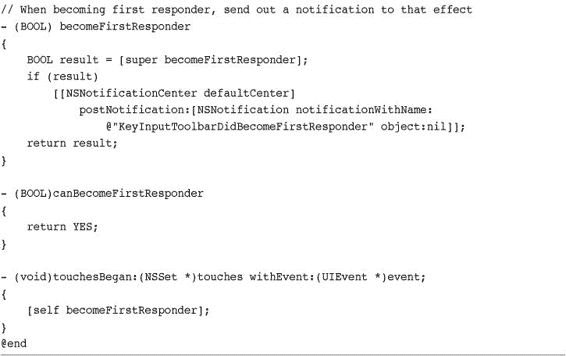 // When becoming first responder, send out a notification to that effect
- (BOOL) becomeFirstResponder
{
    BOOL result = [super becomeFirstResponder];
    if (result)
        [[NSNotificationCenter defaultCenter]
            postNotification:[NSNotification notificationWithName:
                @"KeyInputToolbarDidBecomeFirstResponder" object:nil]];
    return result;
}

- (BOOL)canBecomeFirstResponder
{
    return YES;
}

- (void)touchesBegan:(NSSet *)touches withEvent:(UIEvent *)event;
{
    [self becomeFirstResponder];
}
@end